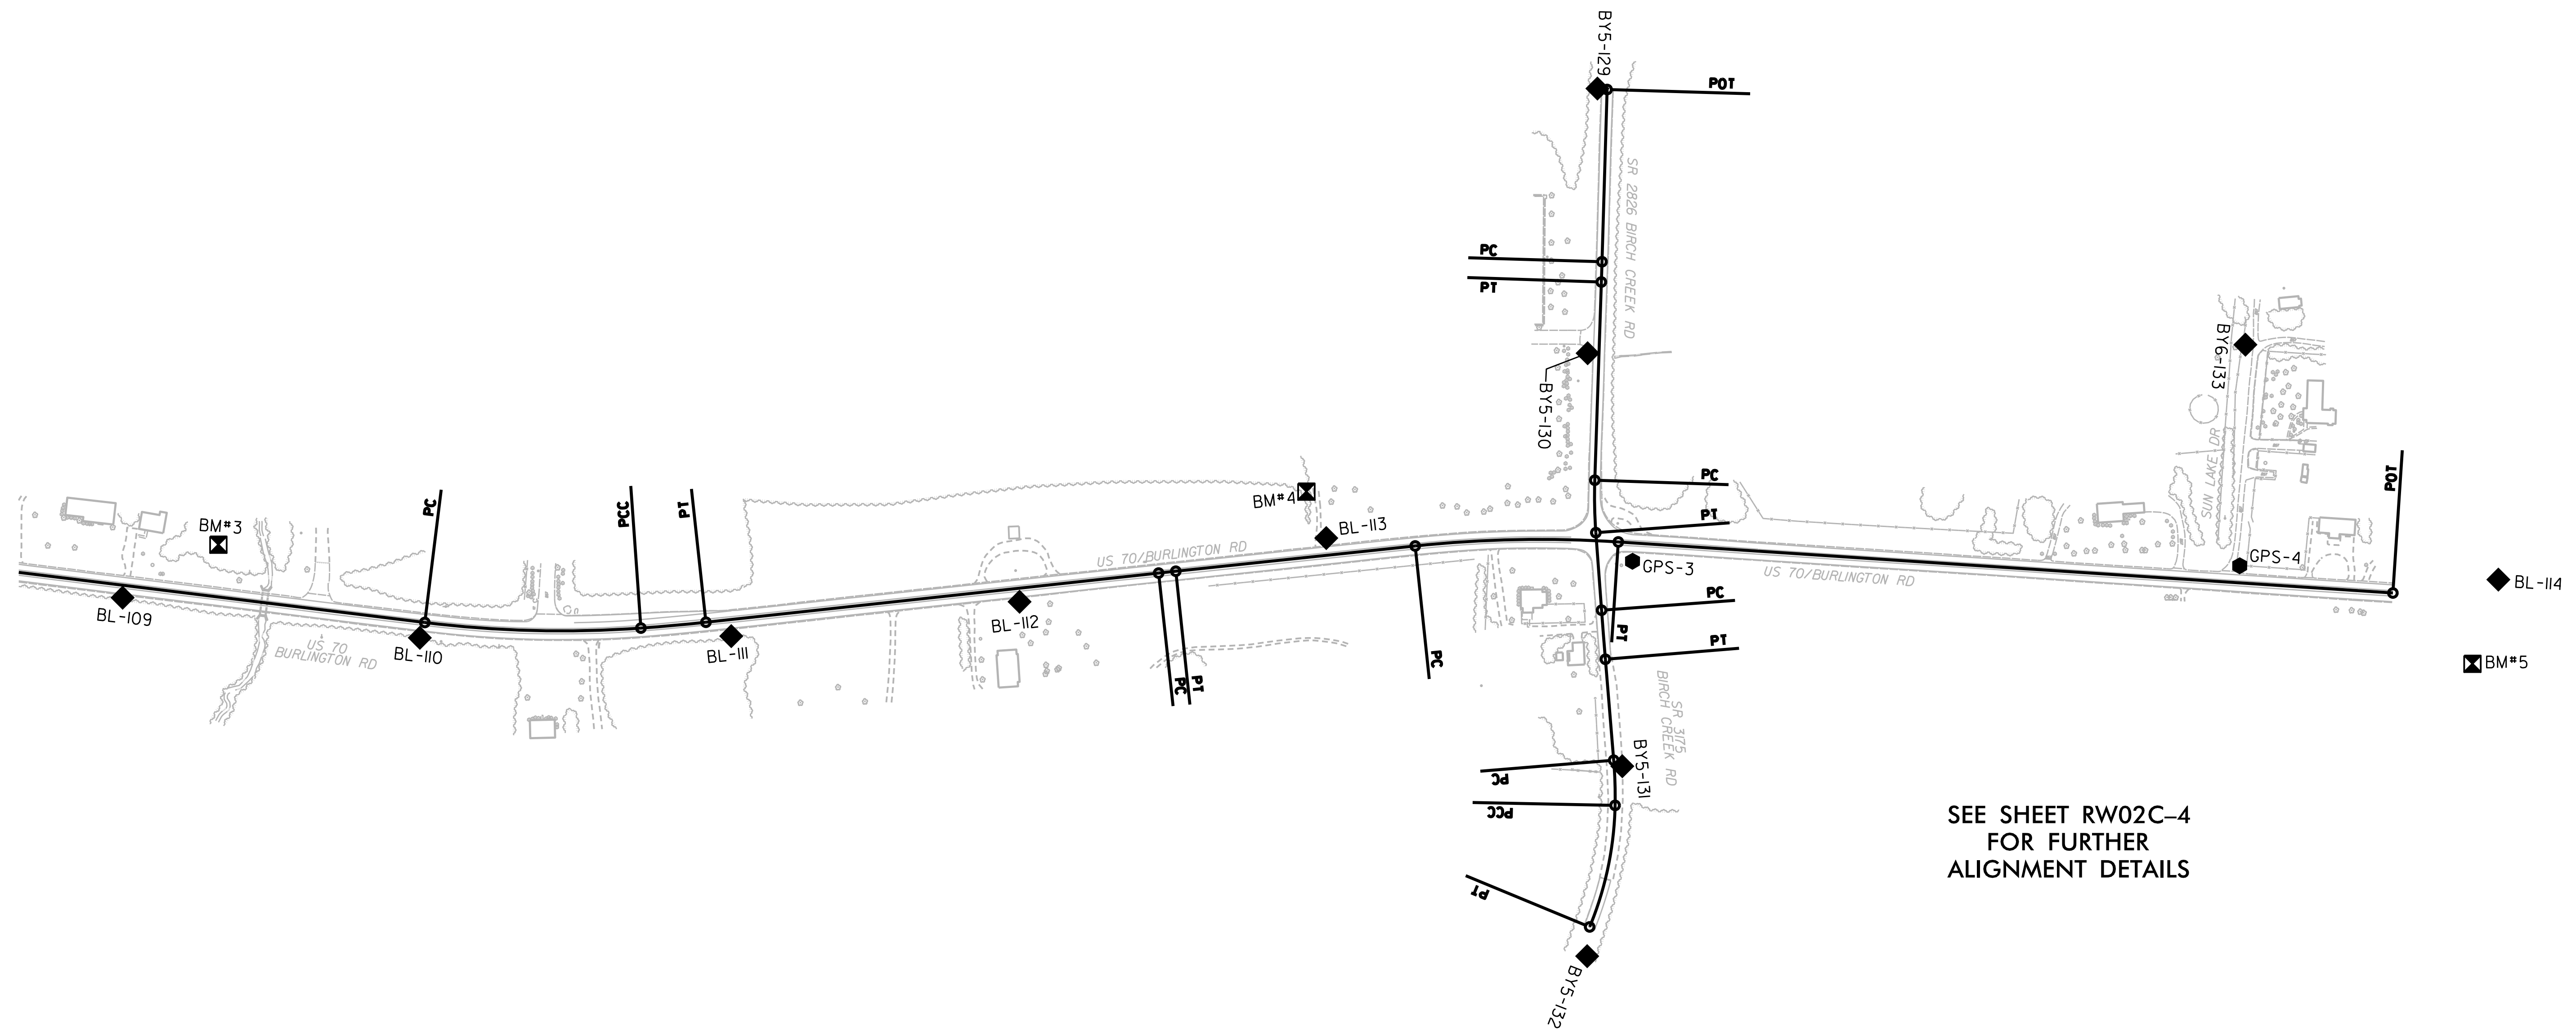 BY5-129
POT
SR 2826 BIRCH CREEK RD
PC
PT
BY5-130
BY6-133
SUN LAKE DR
PC
PT
POT
BM#3
PC
PCC
PT
BM#4
BL-113
US 70/BURLINGTON RD
GPS-3
US 70/BURLINGTON RD
GPS-4
BL-114
BL-109
US 70
BURLINGTON RD
BL-110
BL-111
BL-112
PC
PT
PC
PC
PT
PT
BM#5
SR 3175
BIRCH CREEK RD
BY5-131
PC
PCC
PT
BY5-132
SEE SHEET RW02C–4
FOR FURTHER
ALIGNMENT DETAILS